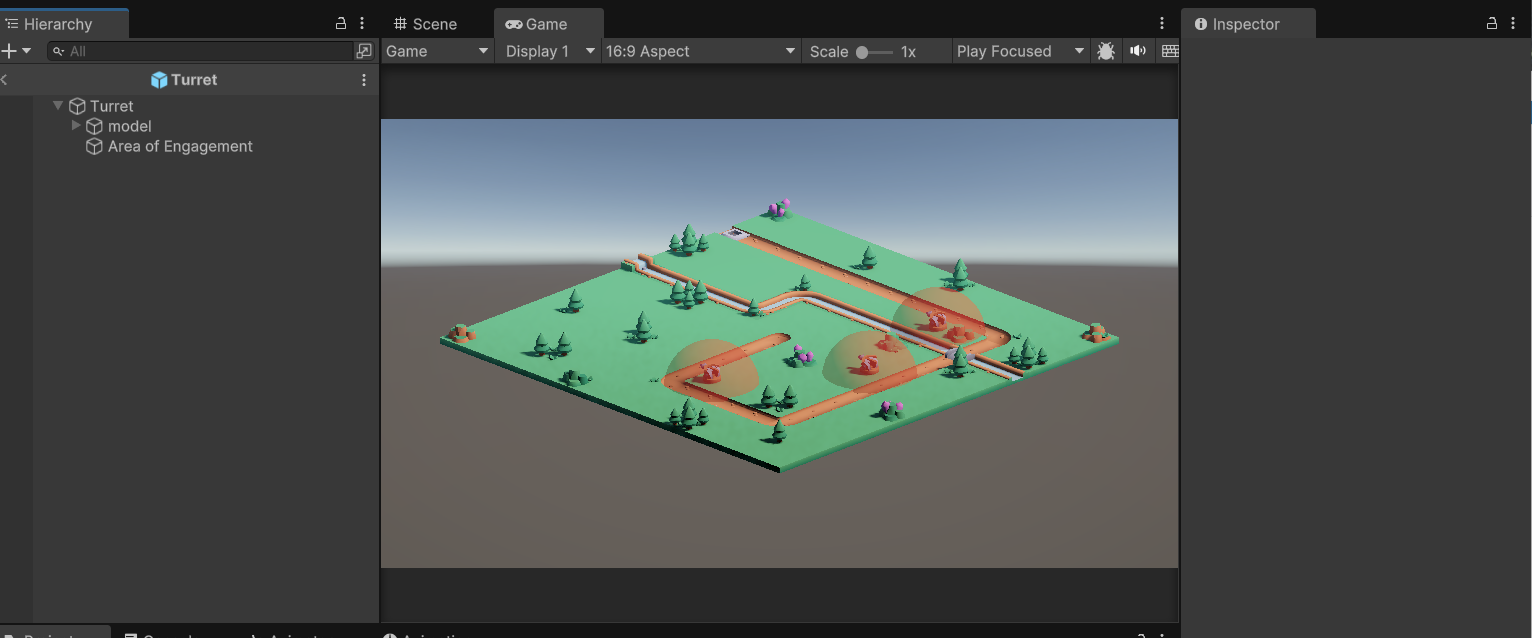 Hierarchy
Scene
Game
Inspector
All
Game
Display 1
16:9 Aspect
Scale
1x
Play Focused
Turret
Turret
model
Area of Engagement